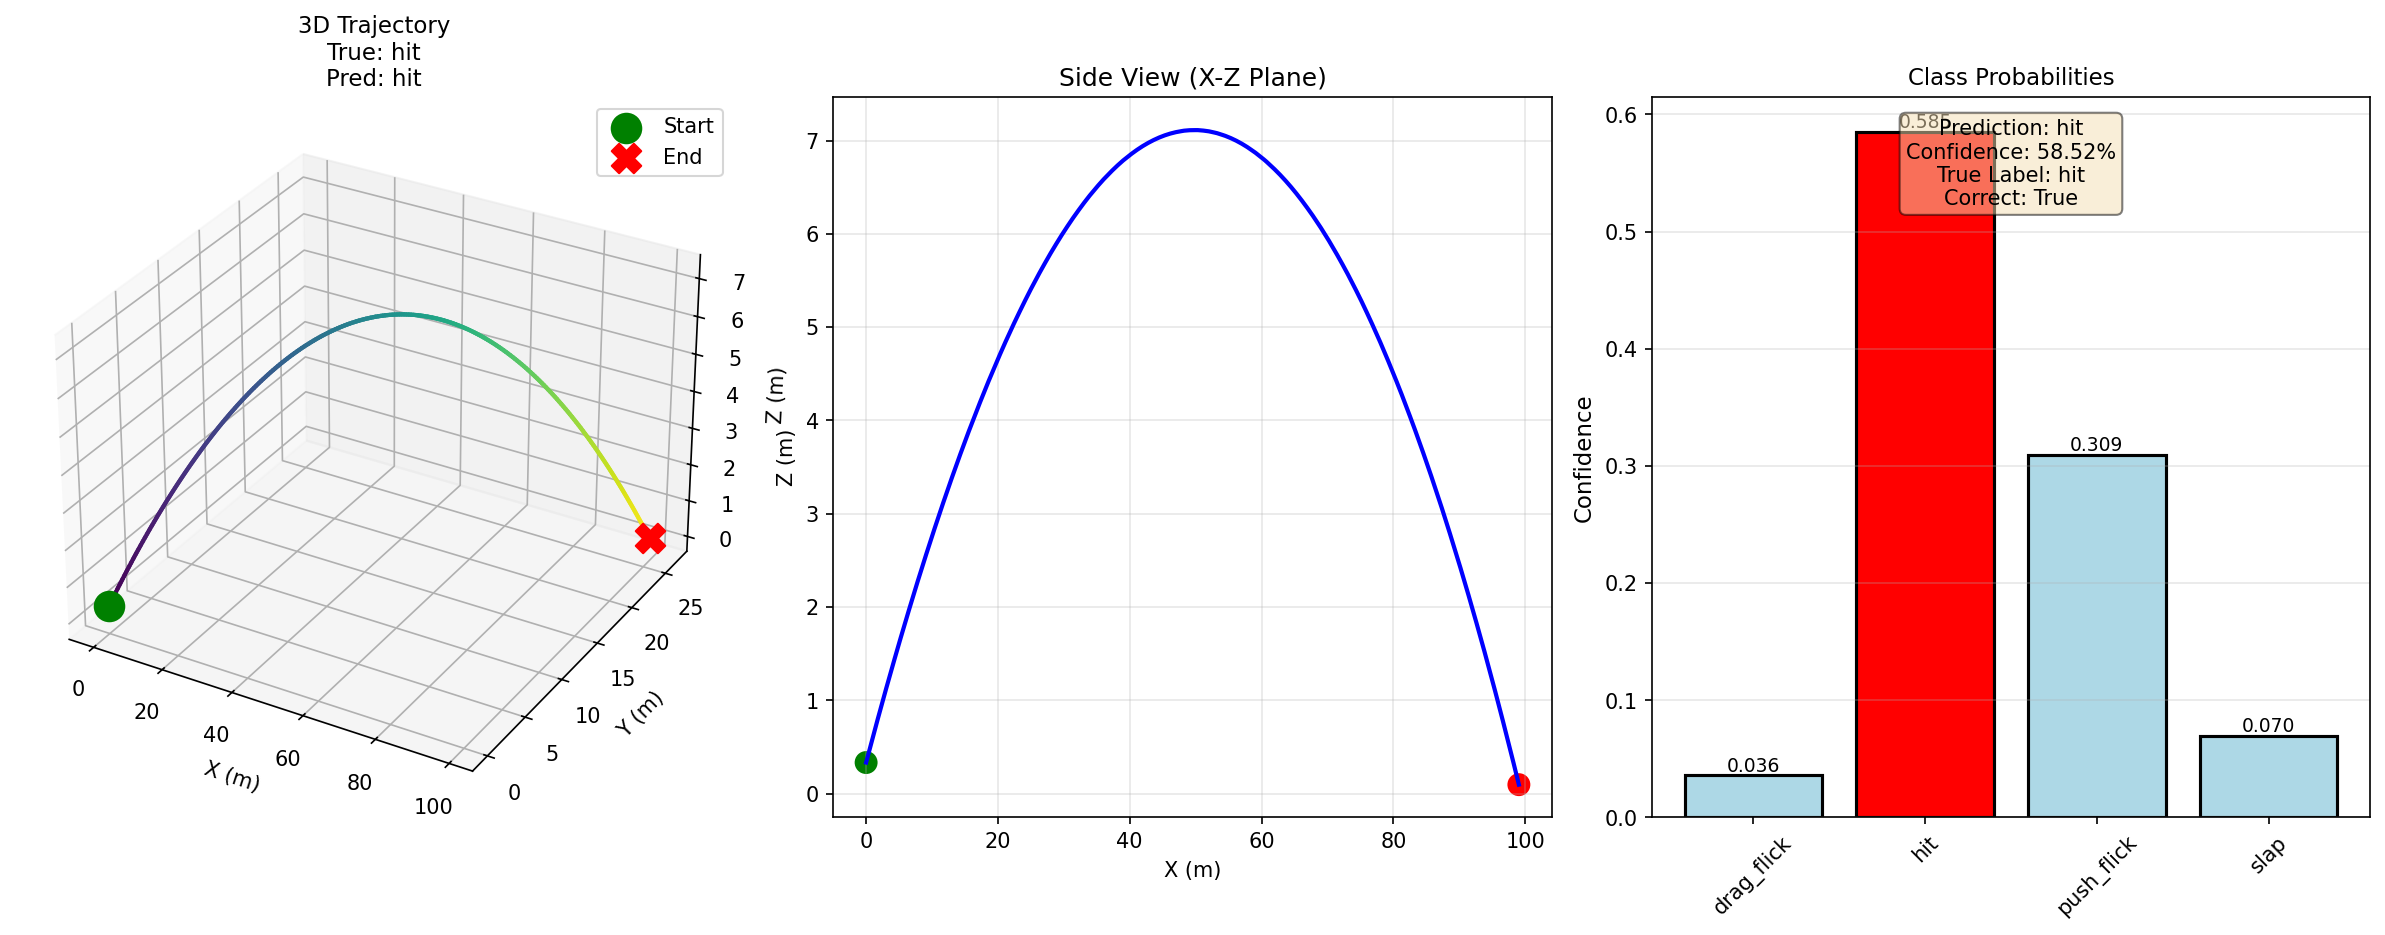 3D Trajectory
True: hit
Pred: hit
Start
End
7
6
5
4
3
2
1
0
Z (m)
0
20
40
60
80
100
X (m)
0
5
10
15
20
25
Y (m)
Side View (X-Z Plane)
7
6
5
4
3
2
1
0
Z (m)
0
20
40
60
80
100
X (m)
Class Probabilities
0.6
0.5
0.4
0.3
0.2
0.1
0.0
Confidence
0.585
Prediction: hit
Confidence: 58.52%
True Label: hit
Correct: True
0.036
0.309
0.070
drag_flick
hit
push_flick
slap